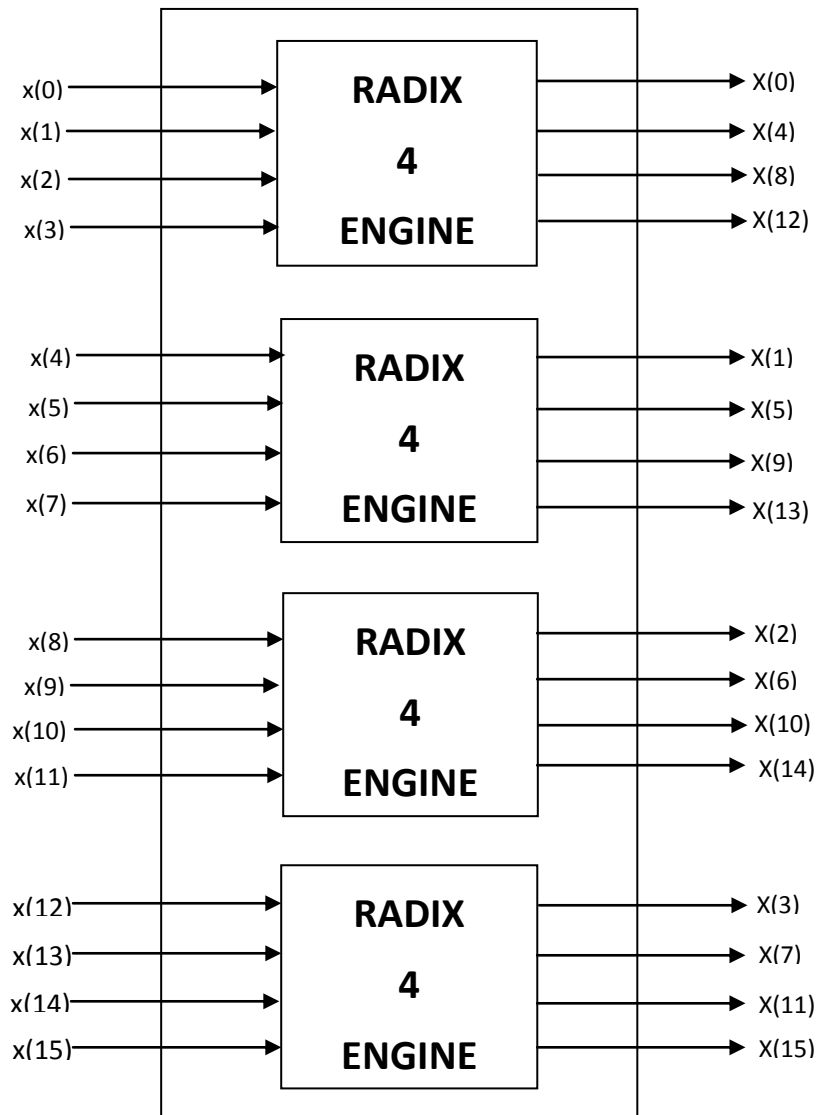 x(0)
x(1)
x(2)
x(3)
RADIX
4
ENGINE
X(0)
X(4)
X(8)
X(12)
x(4)
x(5)
x(6)
x(7)
RADIX
4
ENGINE
X(1)
X(5)
X(9)
X(13)
x(8)
x(9)
x(10)
x(11)
RADIX
4
ENGINE
X(2)
X(6)
X(10)
X(14)
x(12)
x(13)
x(14)
x(15)
RADIX
4
ENGINE
X(3)
X(7)
X(11)
X(15)